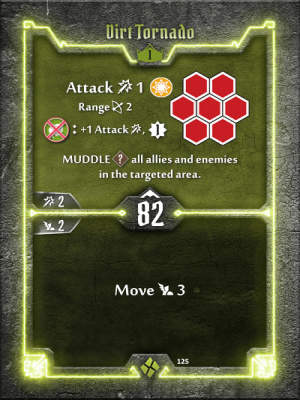 Dirt Tornado
1
Attack 1
Range 2
: +1 Attack ,
MUDDLE ? all allies and enemies
in the targeted area.
2
82
2
Move 3
125